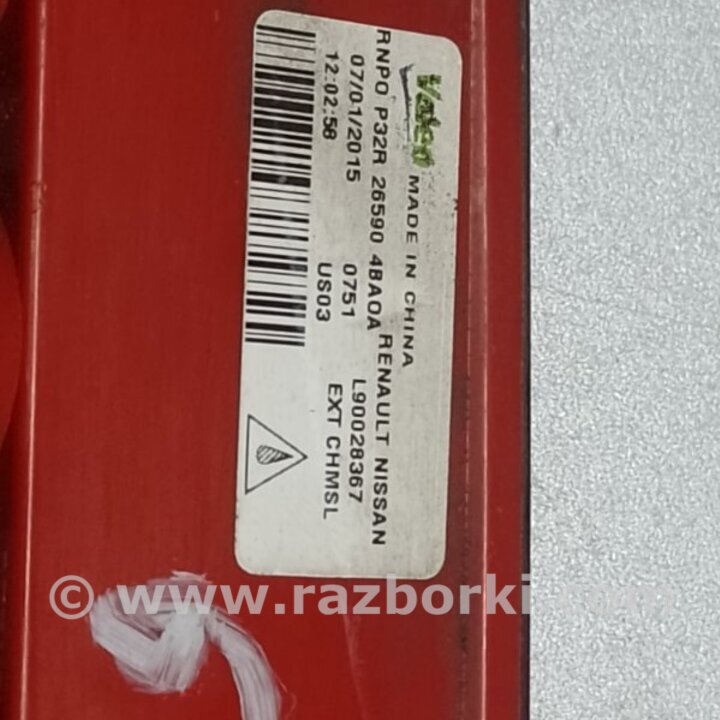 Valeo MADE IN CHINA
RENAULT NISSAN
RNPO P32R 26590 4BA0A
07/01/2015 0751 L90028367
12:02:58 US03 EXT CHMSL
© www.razborki.com